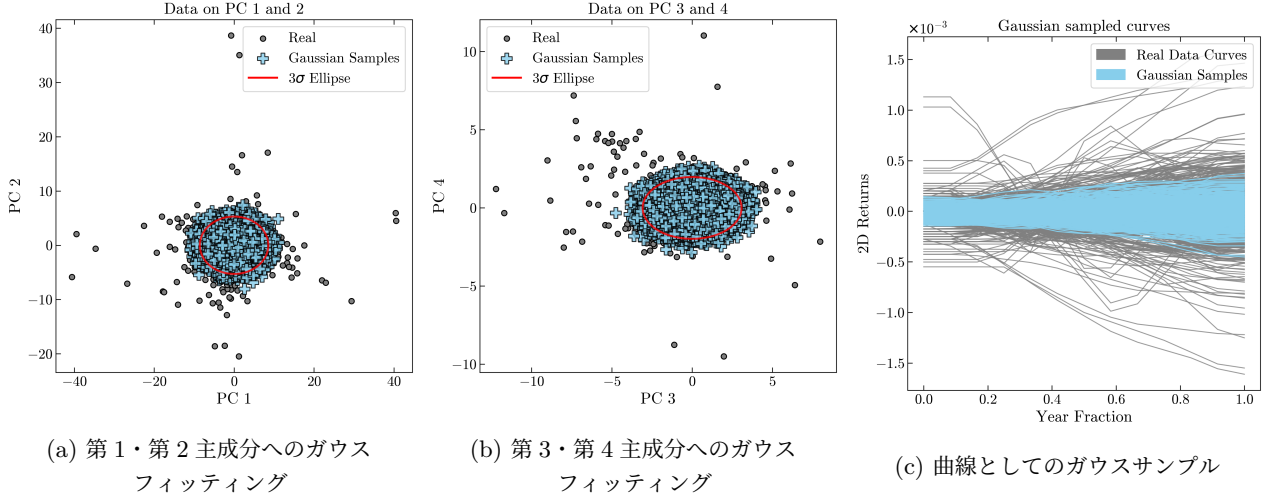 Data on PC 1 and 2
40
30
20
10
0
−10
−20
−40
−20
0
20
40
PC 2
PC 1
Real
Gaussian Samples
3σ Ellipse
(a) 第 1・第 2 主成分へのガウス
フィッティング
Data on PC 3 and 4
10
5
0
−5
−10
−10
−5
0
5
PC 4
PC 3
Real
Gaussian Samples
3σ Ellipse
(b) 第 3・第 4 主成分へのガウス
フィッティング
Gaussian sampled curves
×10⁻³
1.5
1.0
0.5
0.0
−0.5
−1.0
−1.5
0.0
0.2
0.4
0.6
0.8
1.0
2D Returns
Year Fraction
Real Data Curves
Gaussian Samples
(c) 曲線としてのガウスサンプル